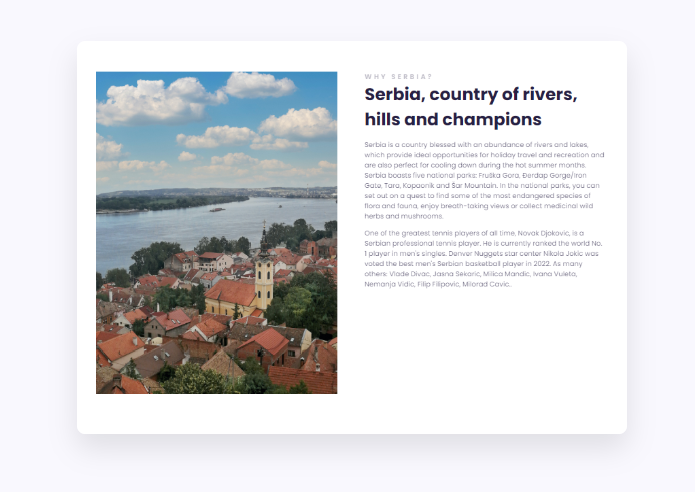 WHY SERBIA?
Serbia, country of rivers,
hills and champions
Serbia is a country blessed with an abundance of rivers and lakes,
which provide ideal opportunities for holiday travel and recreation and
are also perfect for cooling down during the hot summer months.
Serbia boasts five national parks: Fruška Gora, Đerdap Gorge/Iron
Gate, Tara, Kopaonik and Šar Mountain. In the national parks, you can
set out on a quest to find some of the most endangered species of
flora and fauna, enjoy breath-taking views or collect medicinal wild
herbs and mushrooms.
One of the greatest tennis players of all time, Novak Djokovic, is a
Serbian professional tennis player. He is currently ranked the world No.
1 player in men's singles. Denver Nuggets star center Nikola Jokic was
voted the best men's Serbian basketball player in 2022. As many
others: Vlade Divac, Jasna Sekoric, Milica Mandic, Ivana Vuleta,
Nemanja Vidic, Filip Filipovic, Milorad Cavic.